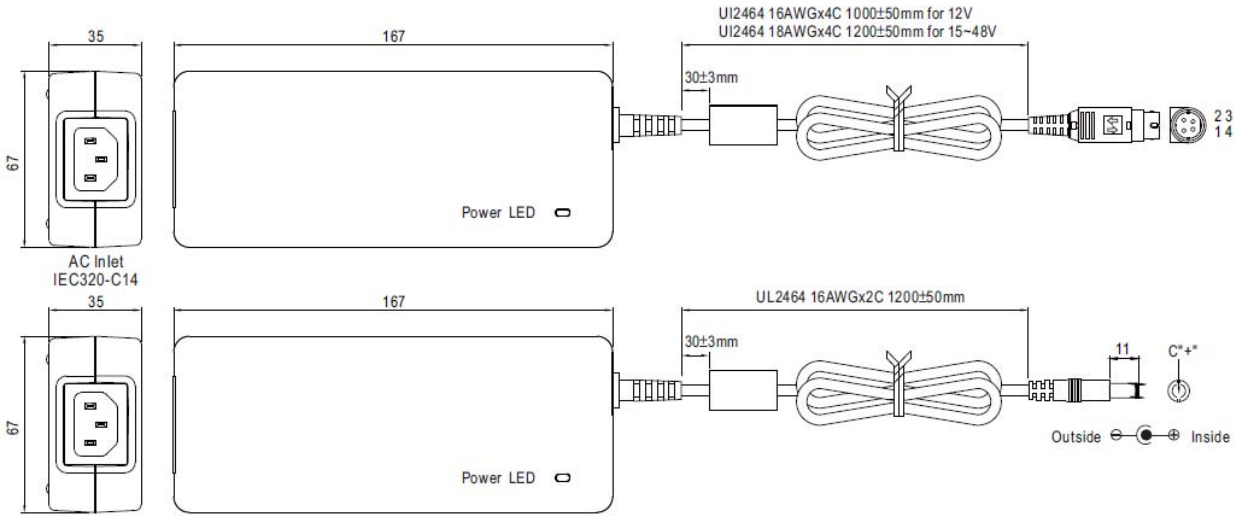 UI2464 16AWGx4C 1000±50mm for 12V
UI2464 18AWGx4C 1200±50mm for 15~48V
35
167
30±3mm
67
2 3
1 4
Power LED
AC Inlet
IEC320-C14
35
167
UL2464 16AWGx2C 1200±50mm
30±3mm
11
C"+"
67
Outside ⊖ ⊕ Inside
Power LED